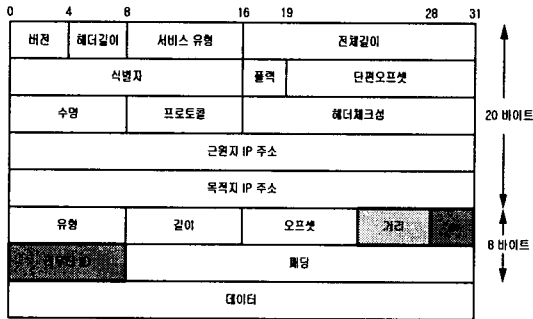 0 4 8 16 19 28 31
버전 헤더길이 서비스 유형 전체길이
식별자 플랙 단편오프셋
수명 프로토콜 헤더체크섬
20 바이트
근원지 IP 주소
목적지 IP 주소
유형 길이 오프셋 거리
8 바이트
패딩
데이터